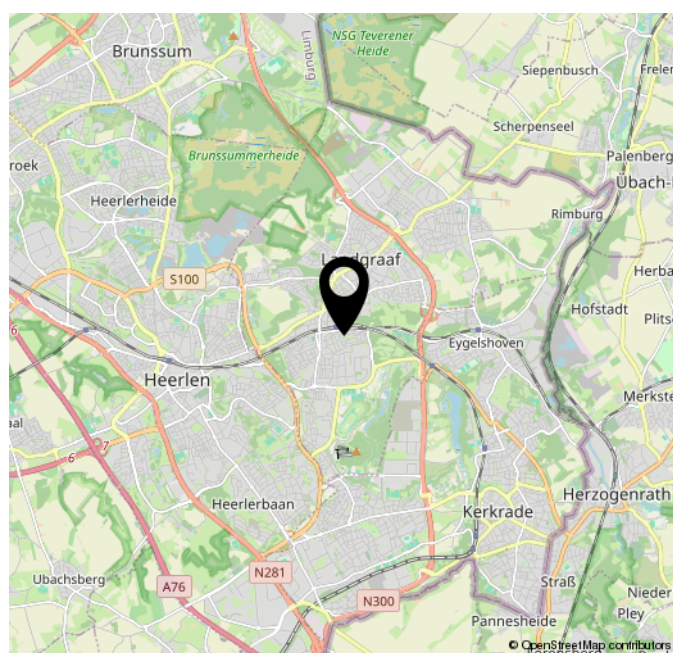 NSG Teverener
Heide
Brunssum
Limburg
Siepenbusch
Frelen
Scherpenseel
Palenberg
Brunssummerheide
Übach-
roek
Heerlerheide
Rimburg
Landgraaf
S100
Herba
Hofstadt
6
Plits
Eygelshoven
Heerlen
Merkste
aal
7
6
Heerlerbaan
Herzogenrath
Kerkrade
Ubachsberg
N281
A76
Straß
Nieder
N300
Pley
Pannesheide
© OpenStreetMap contributors